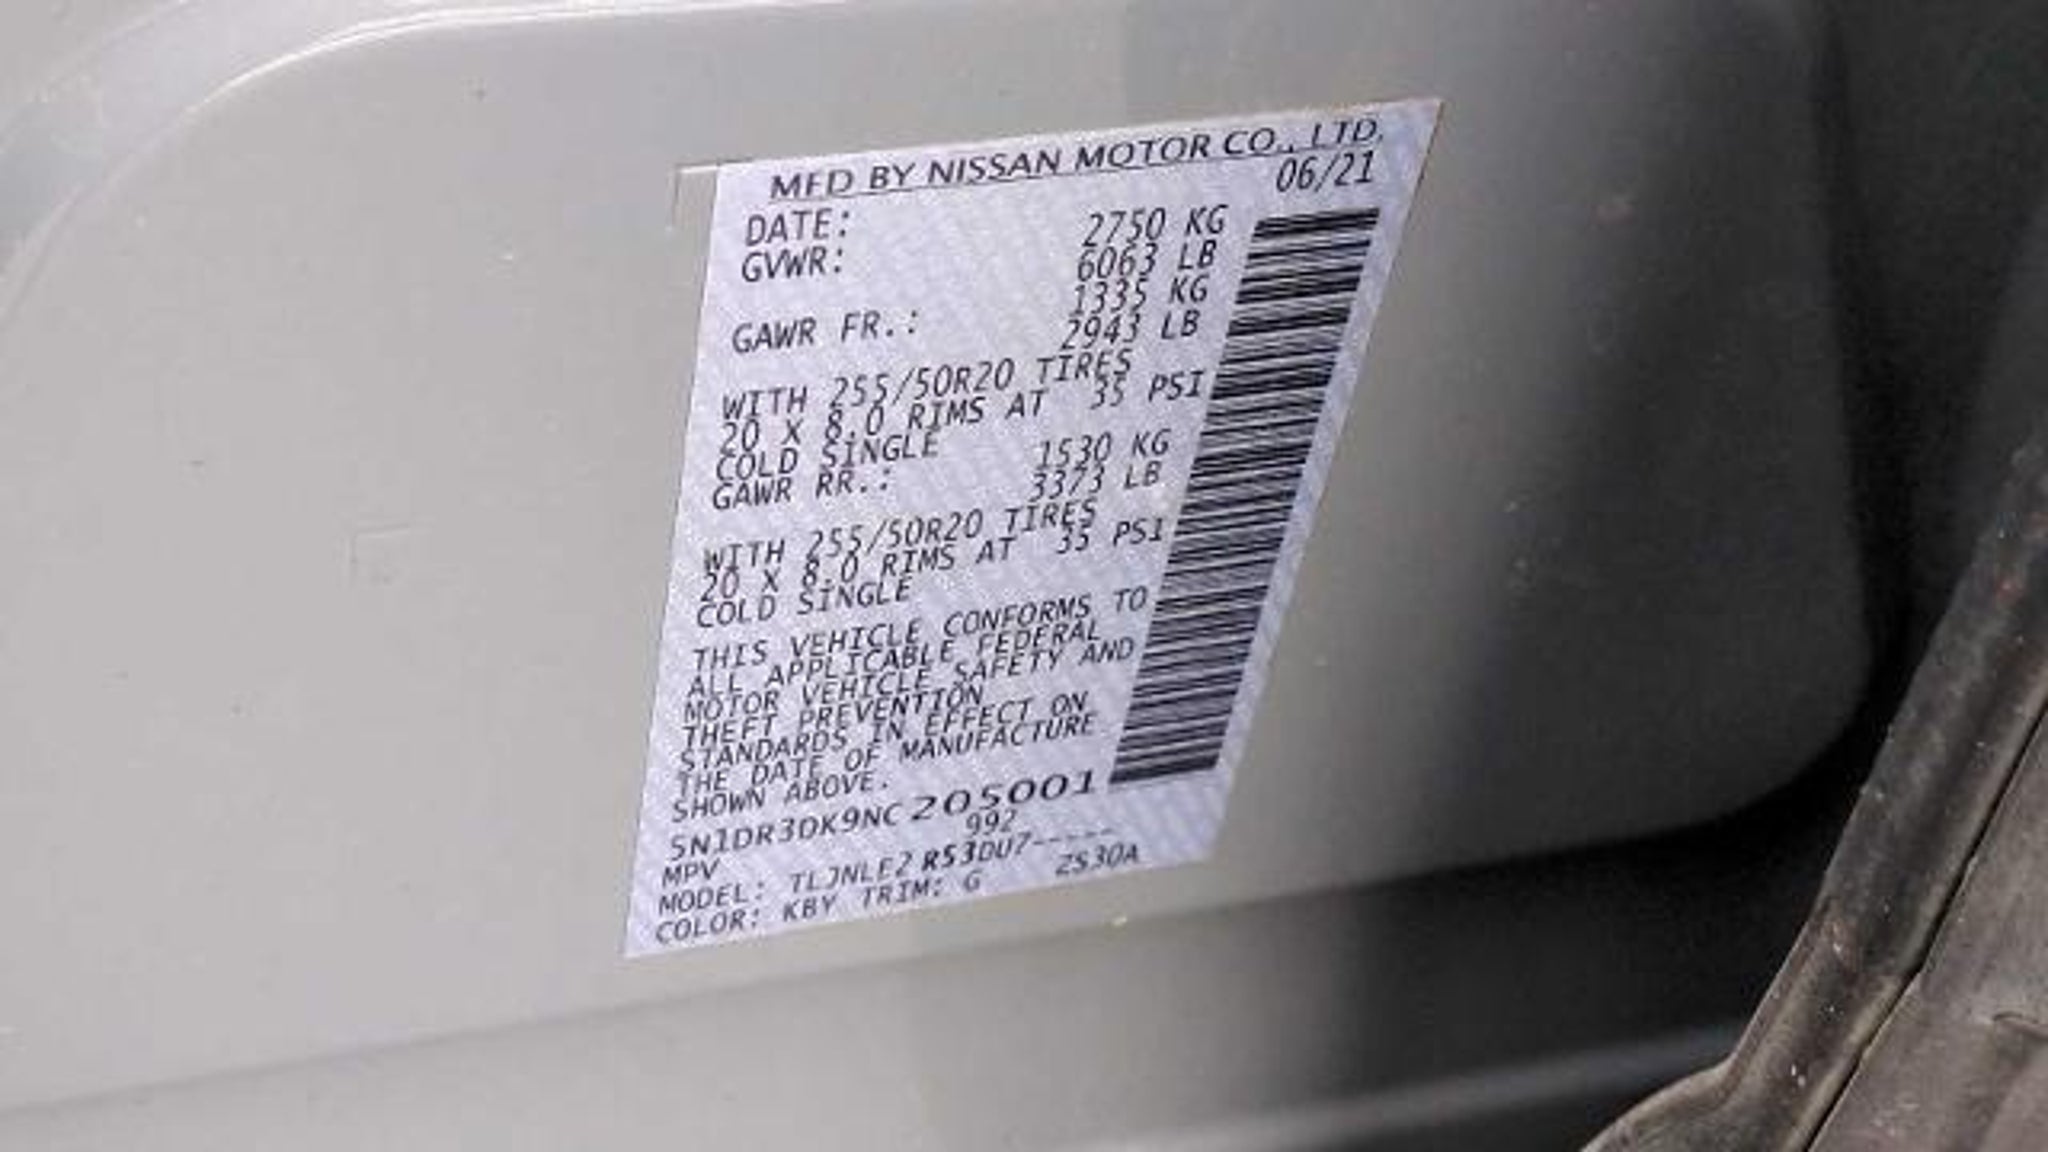 MFD BY NISSAN MOTOR CO., LTD.
DATE: 06/21
GVWR: 2750 KG
6063 LB
GAWR FR.: 1335 KG
2943 LB
WITH 255/50R20 TIRES
20 X 8.0 RIMS AT 35 PSI
COLD SINGLE
GAWR RR.: 1530 KG
3373 LB
WITH 255/50R20 TIRES
20 X 8.0 RIMS AT 35 PSI
COLD SINGLE
THIS VEHICLE CONFORMS TO
ALL APPLICABLE FEDERAL
MOTOR VEHICLE SAFETY AND
THEFT PREVENTION
STANDARDS IN EFFECT ON
THE DATE OF MANUFACTURE
SHOWN ABOVE.
5N1DR3DK9NC205001
MPV 992
MODEL: TLJNLE2 R53DU7-----
COLOR: KBY TRIM: G ZS30A